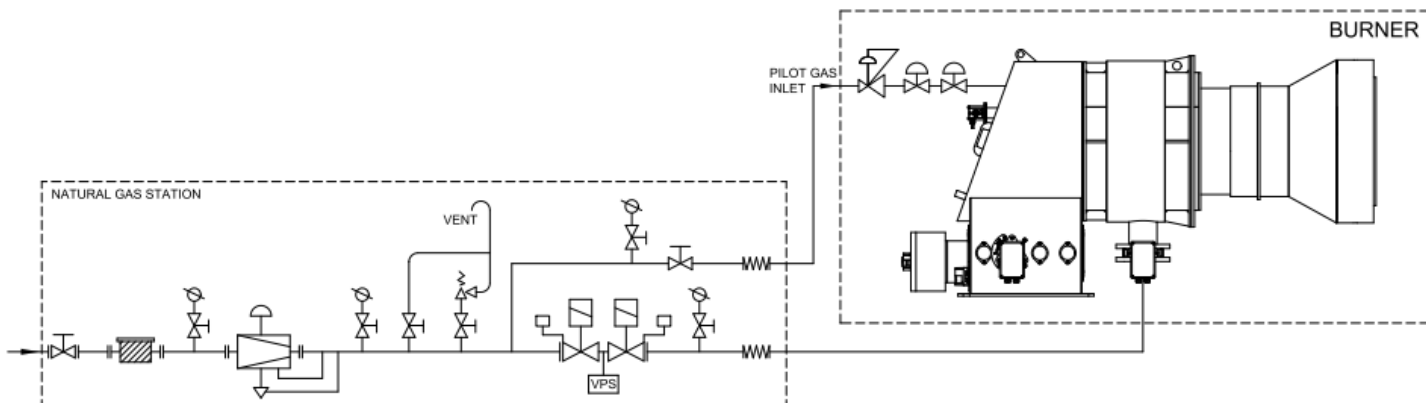 BURNER
PILOT GAS
INLET
NATURAL GAS STATION
VENT
VPS